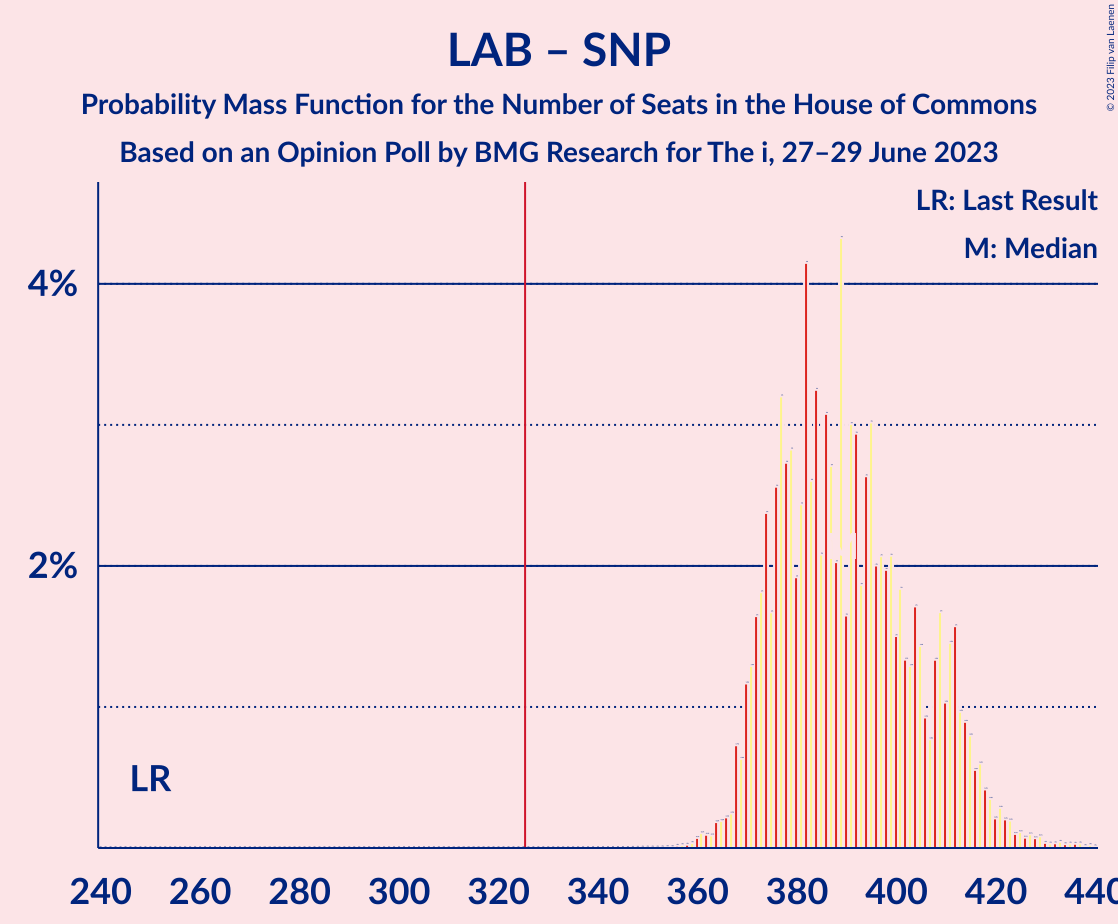 LAB – SNP
Probability Mass Function for the Number of Seats in the House of Commons
Based on an Opinion Poll by BMG Research for The i, 27–29 June 2023
© 2023 Filip van Laenen
LR: Last Result
M: Median
4%
2%
LR
240 260 280 300 320 340 360 380 400 420 440